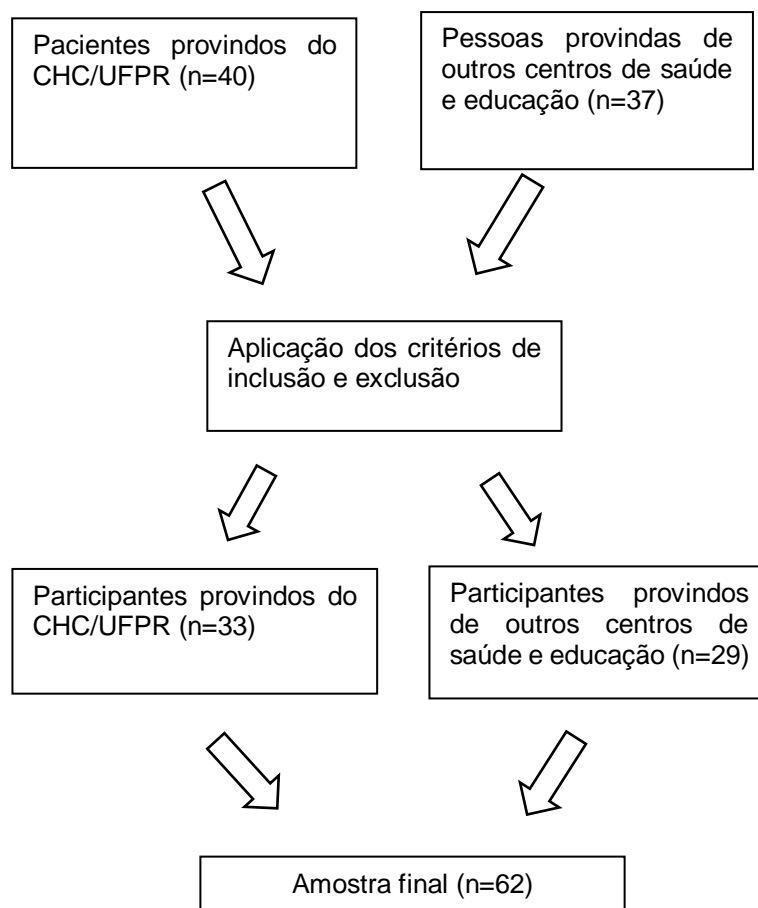 Pacientes provindos do
CHC/UFPR (n=40)
Pessoas provindas de
outros centros de saúde
e educação (n=37)
Aplicação dos critérios de
inclusão e exclusão
Participantes provindos do
CHC/UFPR (n=33)
Participantes provindos
de outros centros de
saúde e educação (n=29)
Amostra final (n=62)